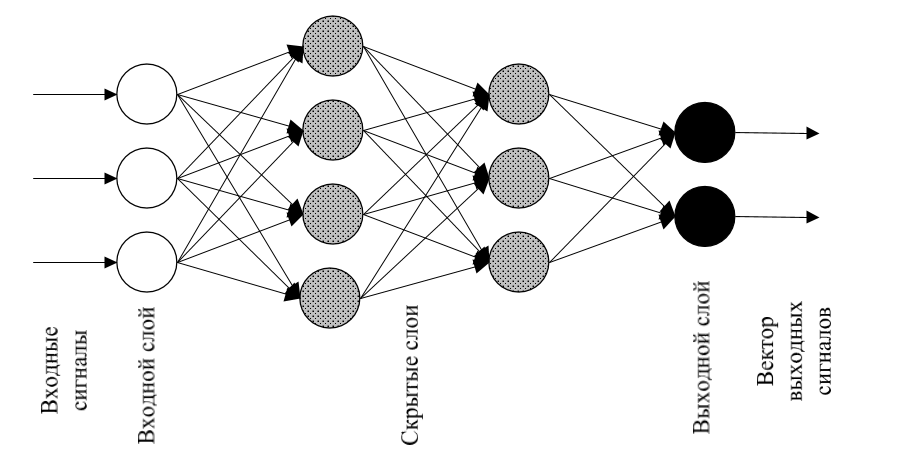 Входные
сигналы
Входной слой
Скрытые слои
Выходной слой
Вектор
выходных
сигналов